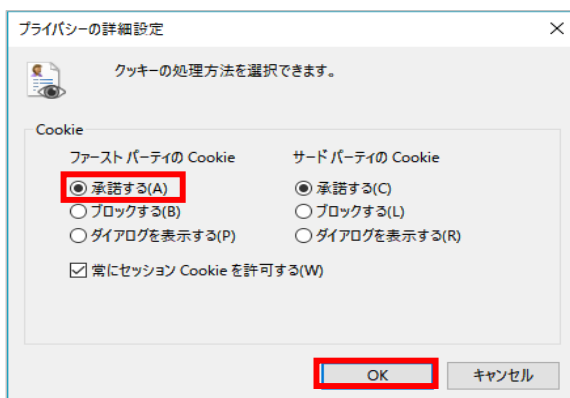 プライバシーの詳細設定
クッキーの処理方法を選択できます。
Cookie
ファースト パーティの Cookie
サード パーティの Cookie
承諾する(A)
承諾する(C)
ブロックする(B)
ブロックする(L)
ダイアログを表示する(P)
ダイアログを表示する(R)
常にセッション Cookie を許可する(W)
OK
キャンセル